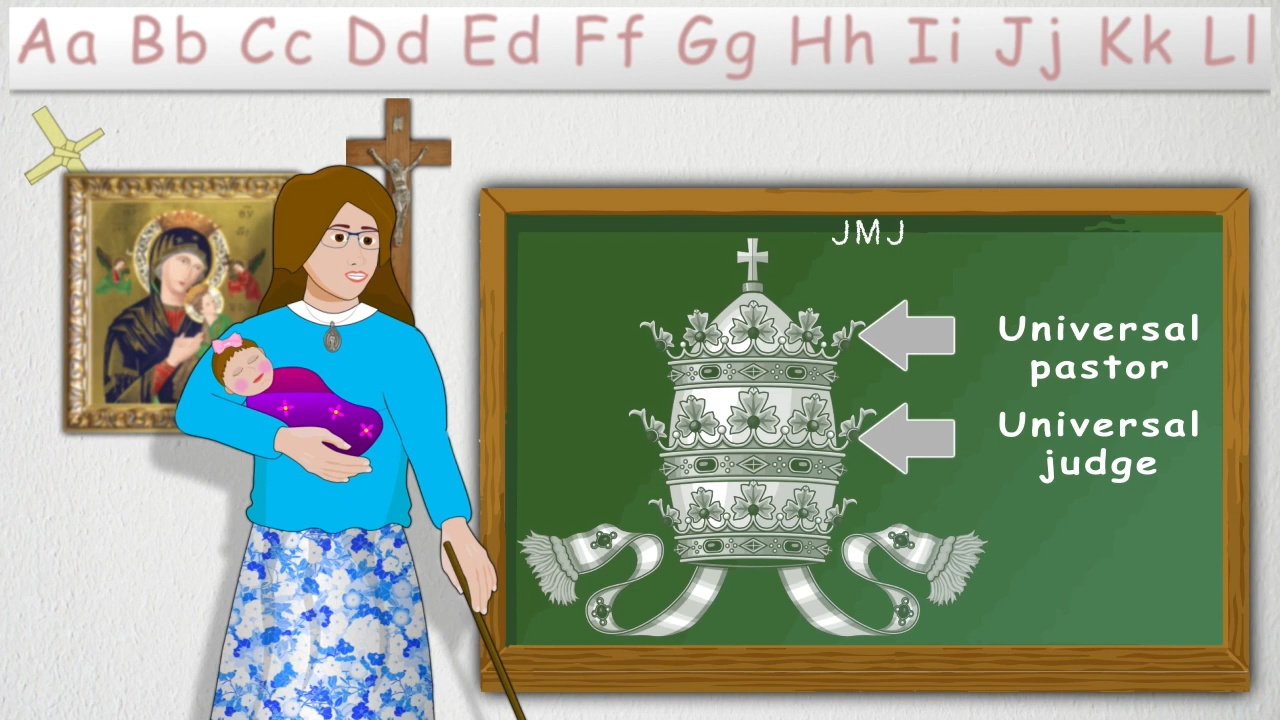 Aa Bb Cc Dd Ed Ff Gg Hh Ii Jj Kk Ll
JMJ
Universal
pastor
Universal
judge